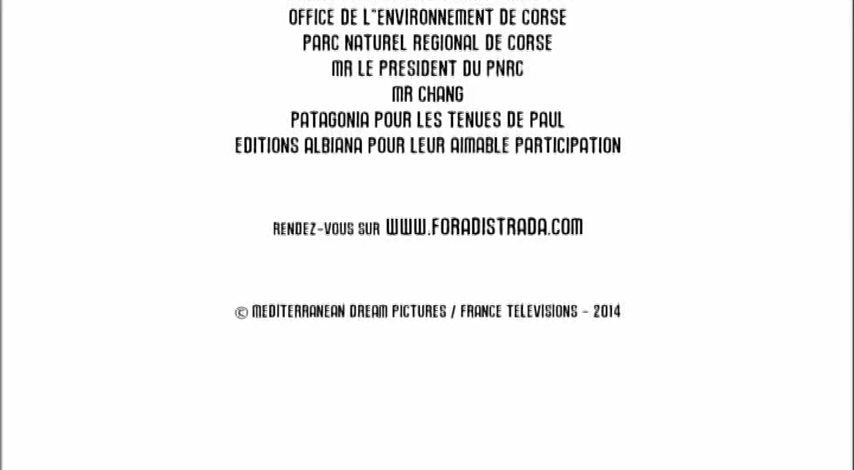 OFFICE DE L"ENVIRONNEMENT DE CORSE
PARC NATUREL REGIONAL DE CORSE
MR LE PRESIDENT DU PNRC
MR CHANG
PATAGONIA POUR LES TENUES DE PAUL
EDITIONS ALBIANA POUR LEUR AIMABLE PARTICIPATION
RENDEZ-VOUS SUR WWW.FORADISTRADA.COM
© MEDITERRANEAN DREAM PICTURES / FRANCE TELEVISIONS - 2014